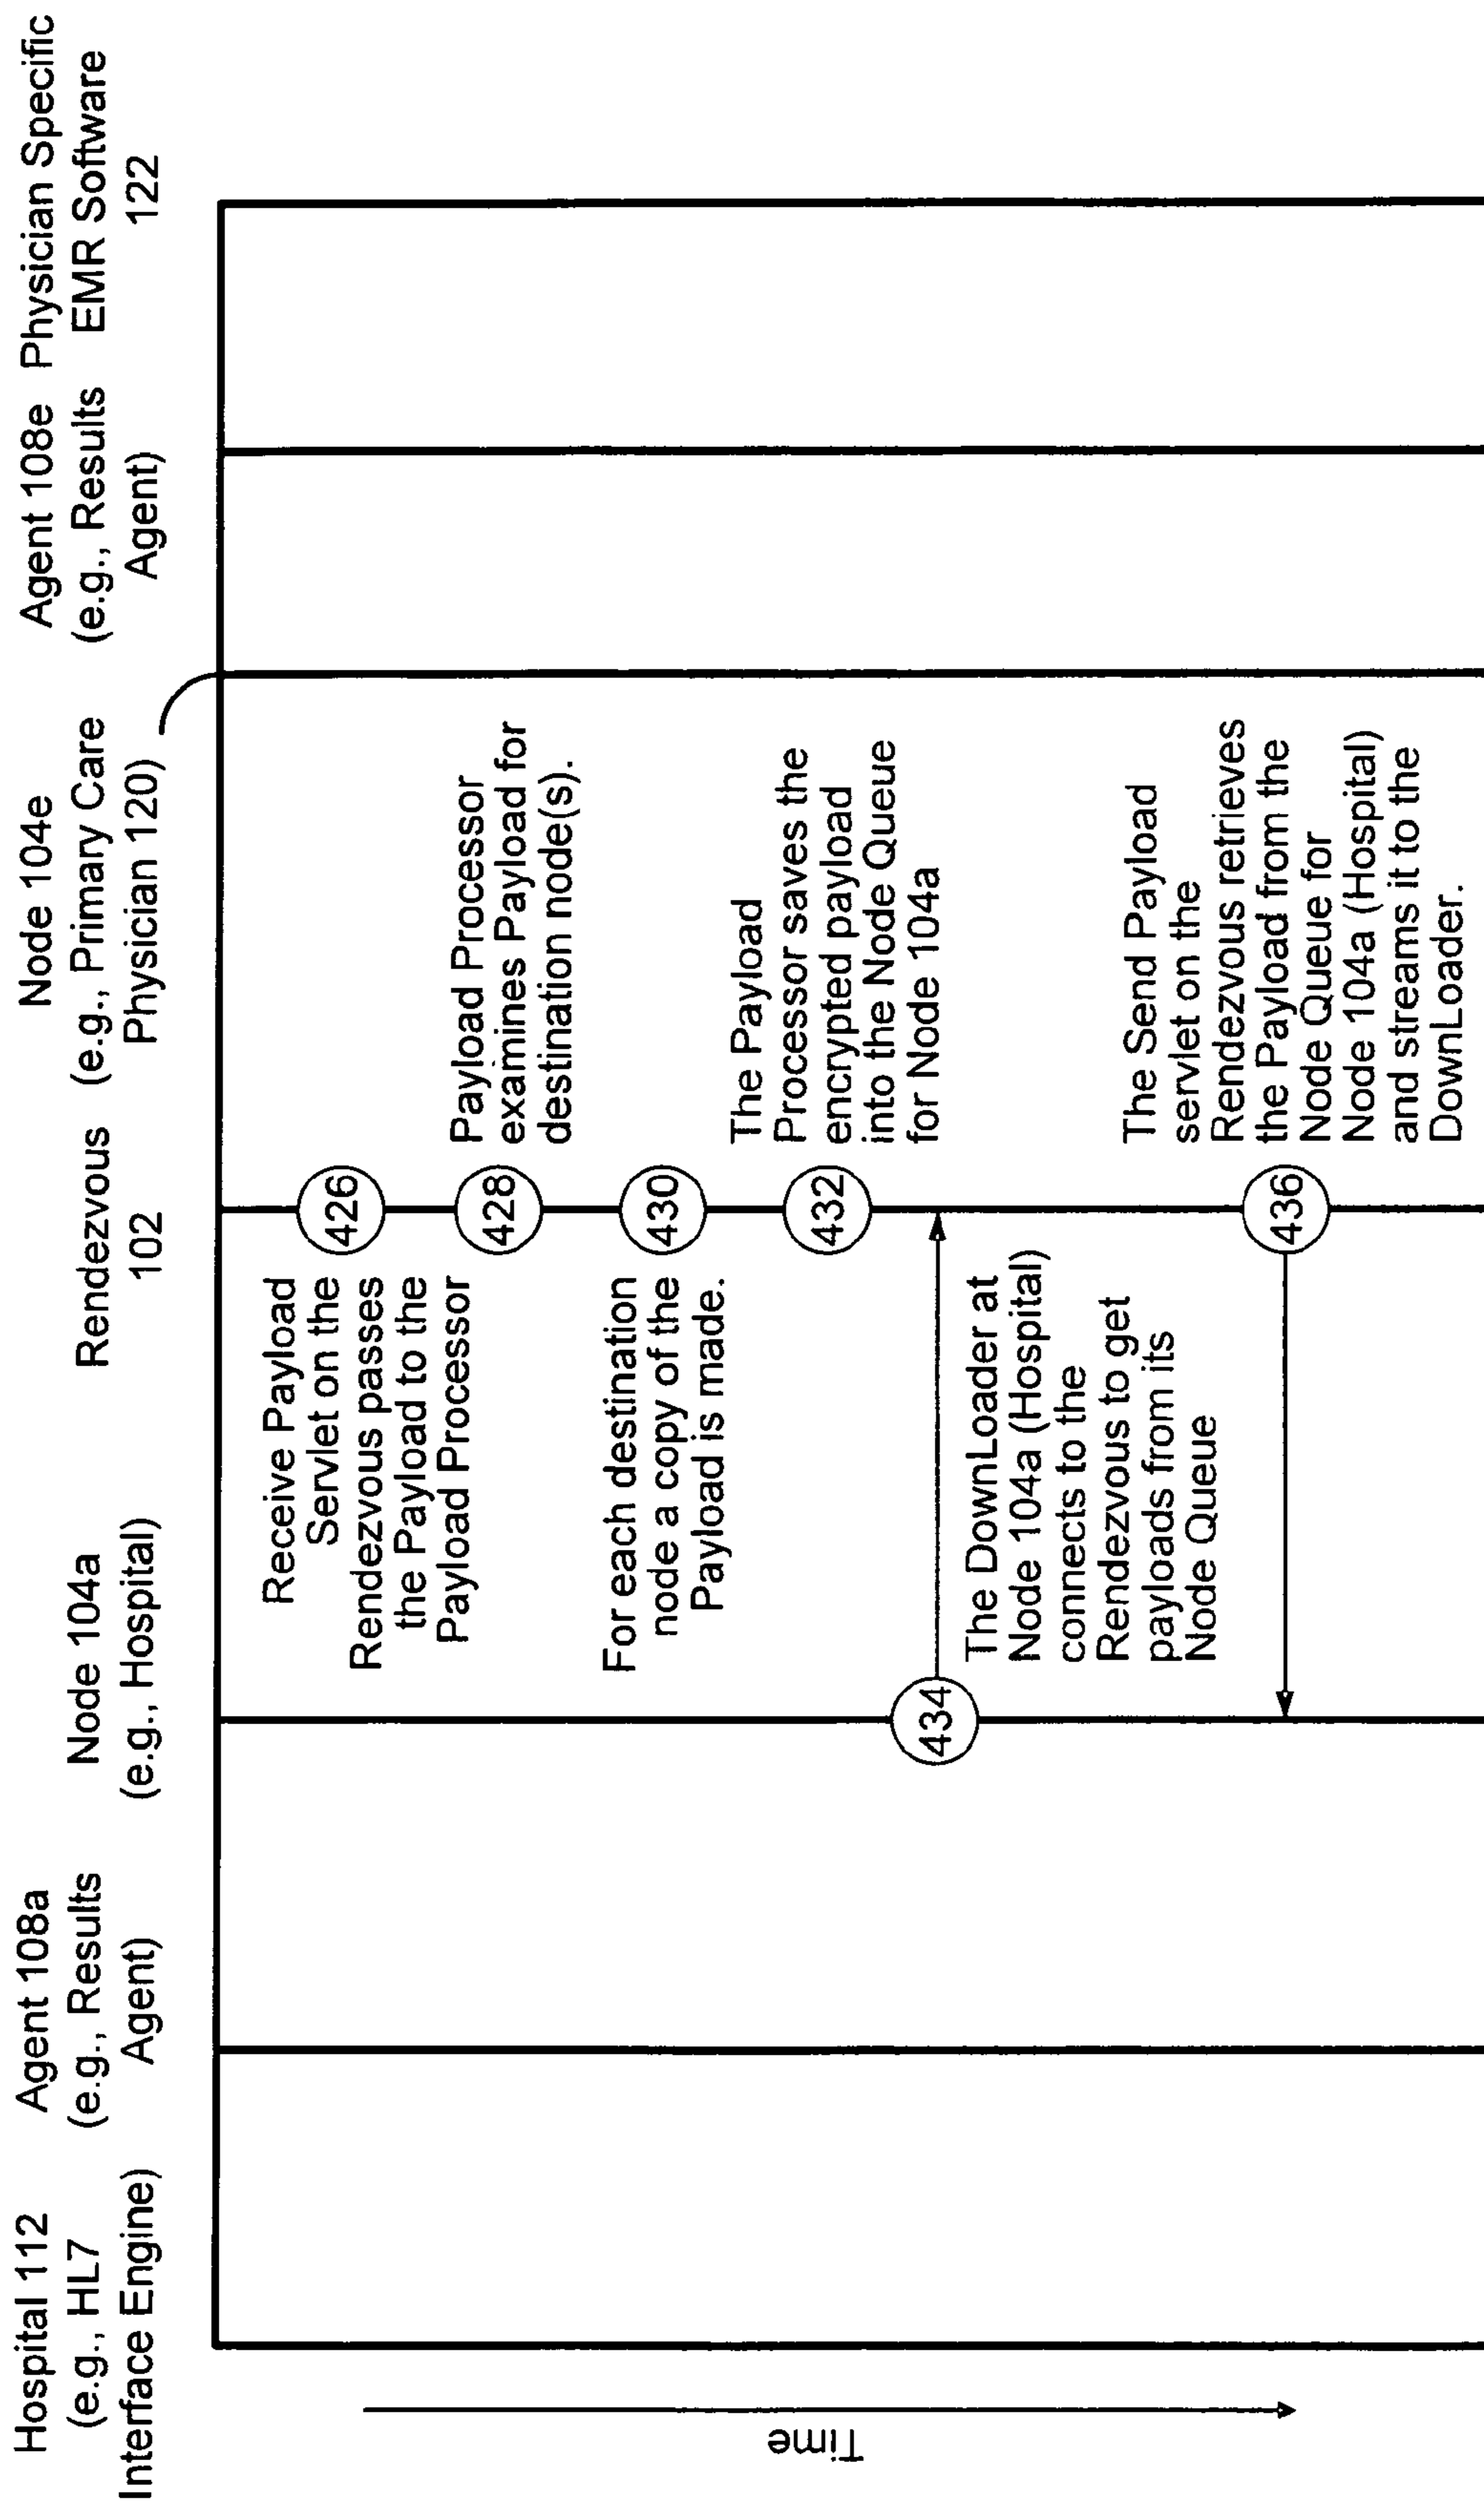 Hospital 112
(e.g., HL7
Interface Engine)
Agent 108a
(e.g., Results
Agent)
Node 104a
(e.g., Hospital)
Rendezvous
102
Node 104e
(e.g., Primary Care
Physician 120)
Agent 108e
(e.g., Results
Agent)
Physician Specific
EMR Software
122
Time
426
Receive Payload
Servlet on the
Rendezvous passes
the Payload to the
Payload Processor
428
Payload Processor
examines Payload for
destination node(s).
430
For each destination
node a copy of the
Payload is made.
432
The Payload
Processor saves the
encrypted payload
into the Node Queue
for Node 104a
434
The DownLoader at
Node 104a (Hospital)
connects to the
Rendezvous to get
payloads from its
Node Queue
436
The Send Payload
servlet on the
Rendezvous retrieves
the Payload from the
Node Queue for
Node 104a (Hospital)
and streams it to the
DownLoader.